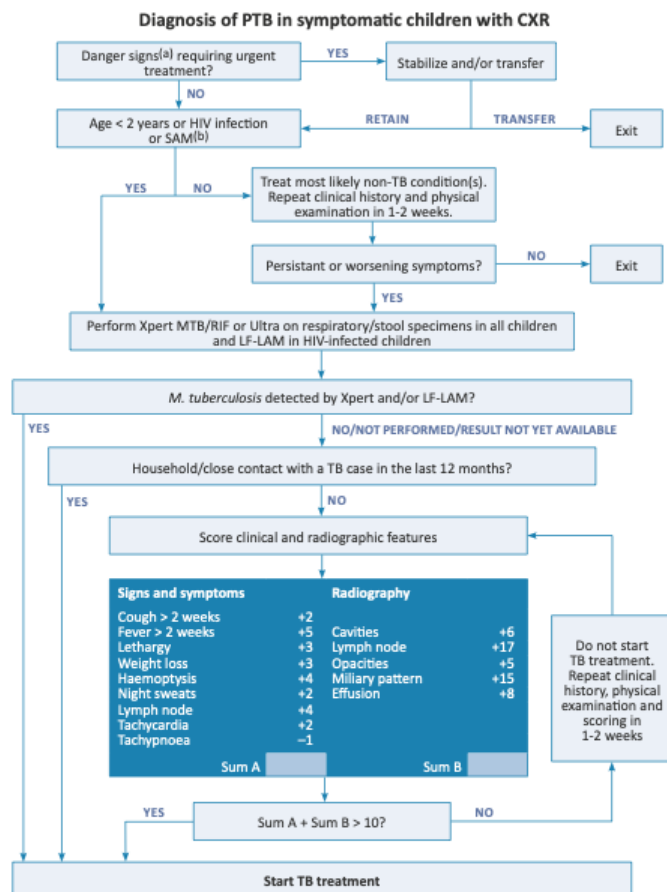 Diagnosis of PTB in symptomatic children with CXR
Danger signs(a) requiring urgent
treatment?
YES
Stabilize and/or transfer
NO
Age < 2 years or HIV infection
or SAM(b)
RETAIN
TRANSFER
Exit
YES
NO
Treat most likely non-TB condition(s).
Repeat clinical history and physical
examination in 1-2 weeks.
Persistant or worsening symptoms?
NO
Exit
YES
Perform Xpert MTB/RIF or Ultra on respiratory/stool specimens in all children
and LF-LAM in HIV-infected children
M. tuberculosis detected by Xpert and/or LF-LAM?
YES
NO/NOT PERFORMED/RESULT NOT YET AVAILABLE
Household/close contact with a TB case in the last 12 months?
YES
NO
Score clinical and radiographic features
Signs and symptoms
Cough > 2 weeks +2
Fever > 2 weeks +5
Lethargy +3
Weight loss +3
Haemoptysis +4
Night sweats +2
Lymph node +4
Tachycardia +2
Tachypnoea –1
Sum A
Radiography
Cavities +6
Lymph node +17
Opacities +5
Miliary pattern +15
Effusion +8
Sum B
Do not start
TB treatment.
Repeat clinical
history, physical
examination and
scoring in
1-2 weeks
YES
Sum A + Sum B > 10?
NO
Start TB treatment